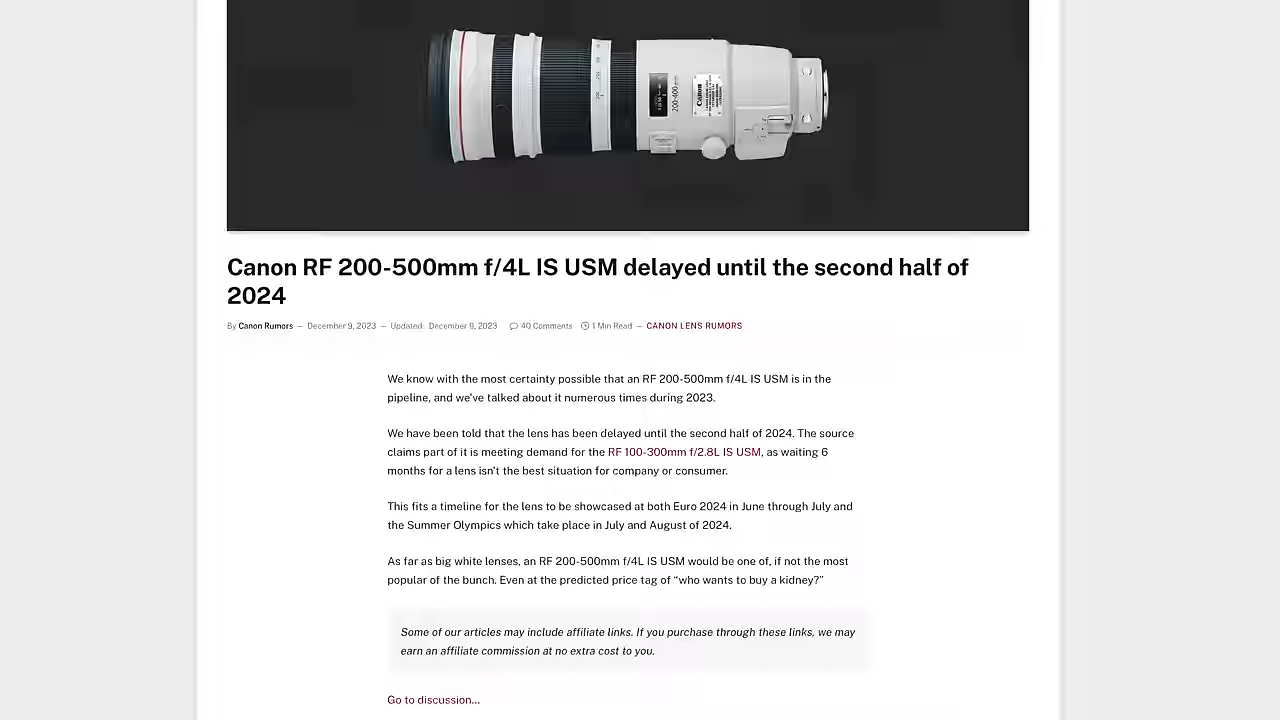 200-400
Canon
Canon RF 200-500mm f/4L IS USM delayed until the second half of
2024
By Canon Rumors — December 9, 2023 — Updated: December 9, 2023 40 Comments 1 Min Read — CANON LENS RUMORS
We know with the most certainty possible that an RF 200-500mm f/4L IS USM is in the
pipeline, and we've talked about it numerous times during 2023.
We have been told that the lens has been delayed until the second half of 2024. The source
claims part of it is meeting demand for the RF 100-300mm f/2.8L IS USM, as waiting 6
months for a lens isn't the best situation for company or consumer.
This fits a timeline for the lens to be showcased at both Euro 2024 in June through July and
the Summer Olympics which take place in July and August of 2024.
As far as big white lenses, an RF 200-500mm f/4L IS USM would be one of, if not the most
popular of the bunch. Even at the predicted price tag of “who wants to buy a kidney?”
Some of our articles may include affiliate links. If you purchase through these links, we may
earn an affiliate commission at no extra cost to you.
Go to discussion...